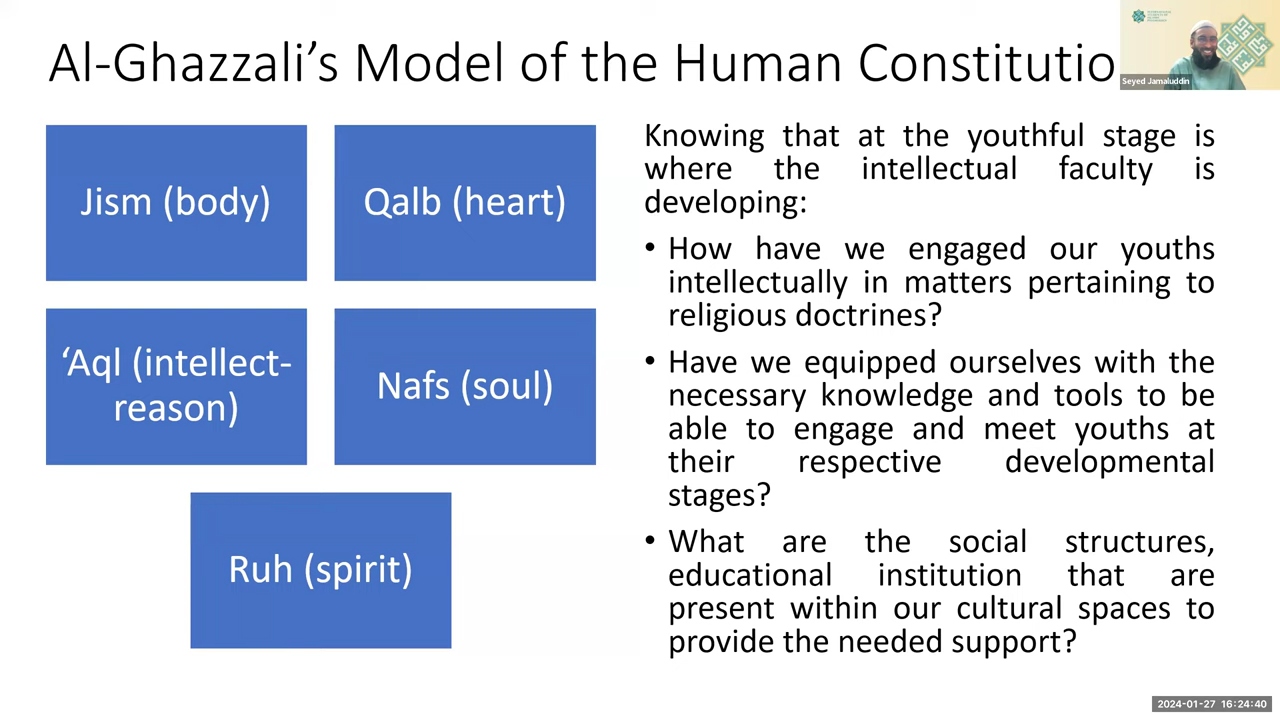 Al-Ghazzali’s Model of the Human Constitutio
Seyed Jamaluddin
Jism (body)
Qalb (heart)
‘Aql (intellect-
reason)
Nafs (soul)
Ruh (spirit)
Knowing that at the youthful stage is
where the intellectual faculty is
developing:
• How have we engaged our youths
intellectually in matters pertaining to
religious doctrines?
• Have we equipped ourselves with the
necessary knowledge and tools to be
able to engage and meet youths at
their respective developmental
stages?
• What are the social structures,
educational institution that are
present within our cultural spaces to
provide the needed support?
2024-01-27 16:24:40